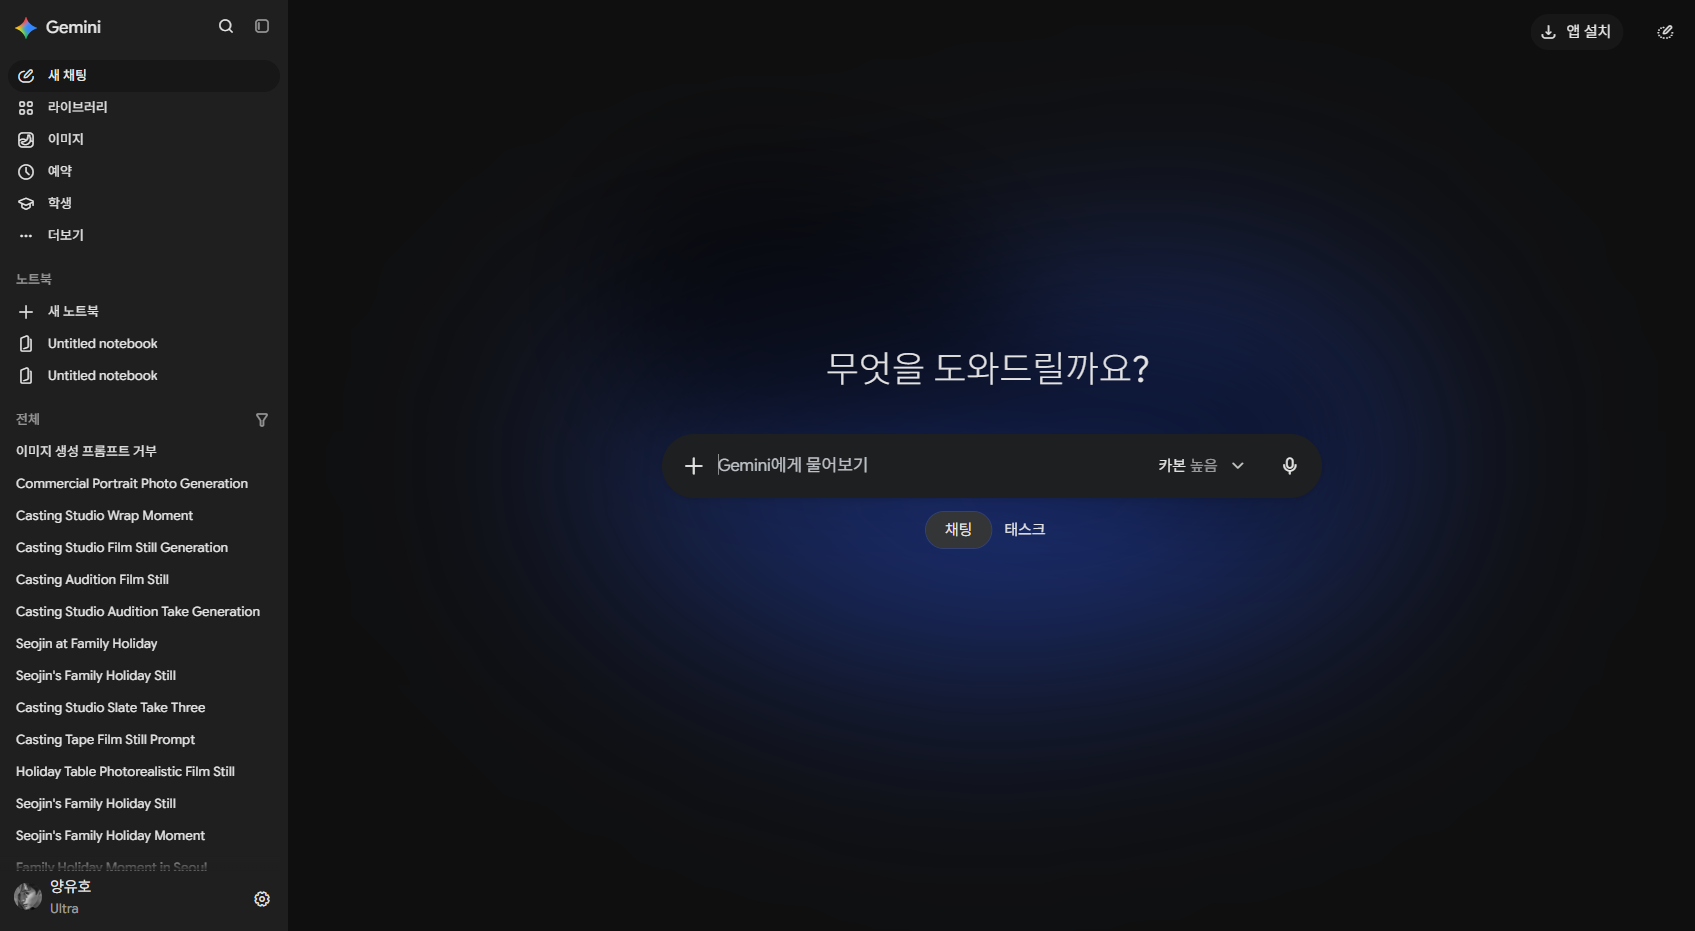 Gemini
새 채팅
라이브러리
이미지
예약
학생
더보기
노트북
새 노트북
Untitled notebook
Untitled notebook
전체
이미지 생성 프롬프트 거부
Commercial Portrait Photo Generation
Casting Studio Wrap Moment
Casting Studio Film Still Generation
Casting Audition Film Still
Casting Studio Audition Take Generation
Seojin at Family Holiday
Seojin's Family Holiday Still
Casting Studio Slate Take Three
Casting Tape Film Still Prompt
Holiday Table Photorealistic Film Still
Seojin's Family Holiday Still
Seojin's Family Holiday Moment
Family Holiday Moment in Seoul
양유호
Ultra
앱 설치
무엇을 도와드릴까요?
Gemini에게 물어보기
카본 높음
채팅 태스크